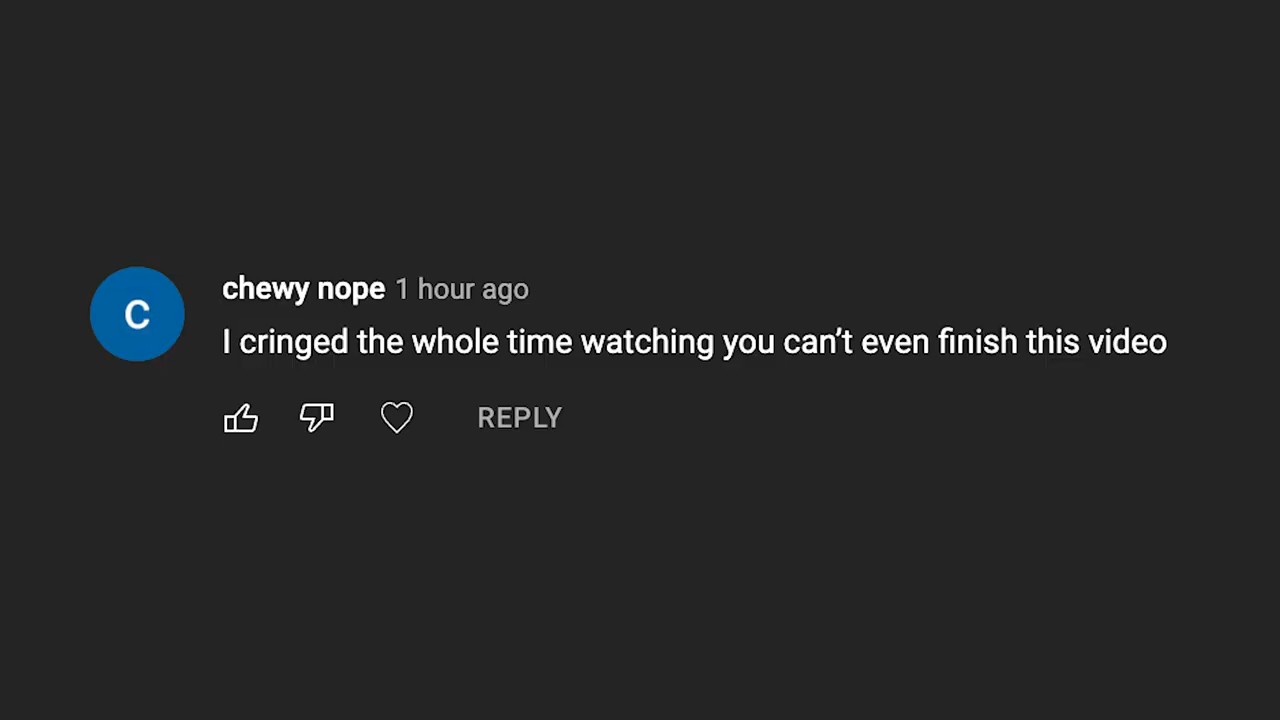 C
chewy nope 1 hour ago
I cringed the whole time watching you can’t even finish this video
REPLY